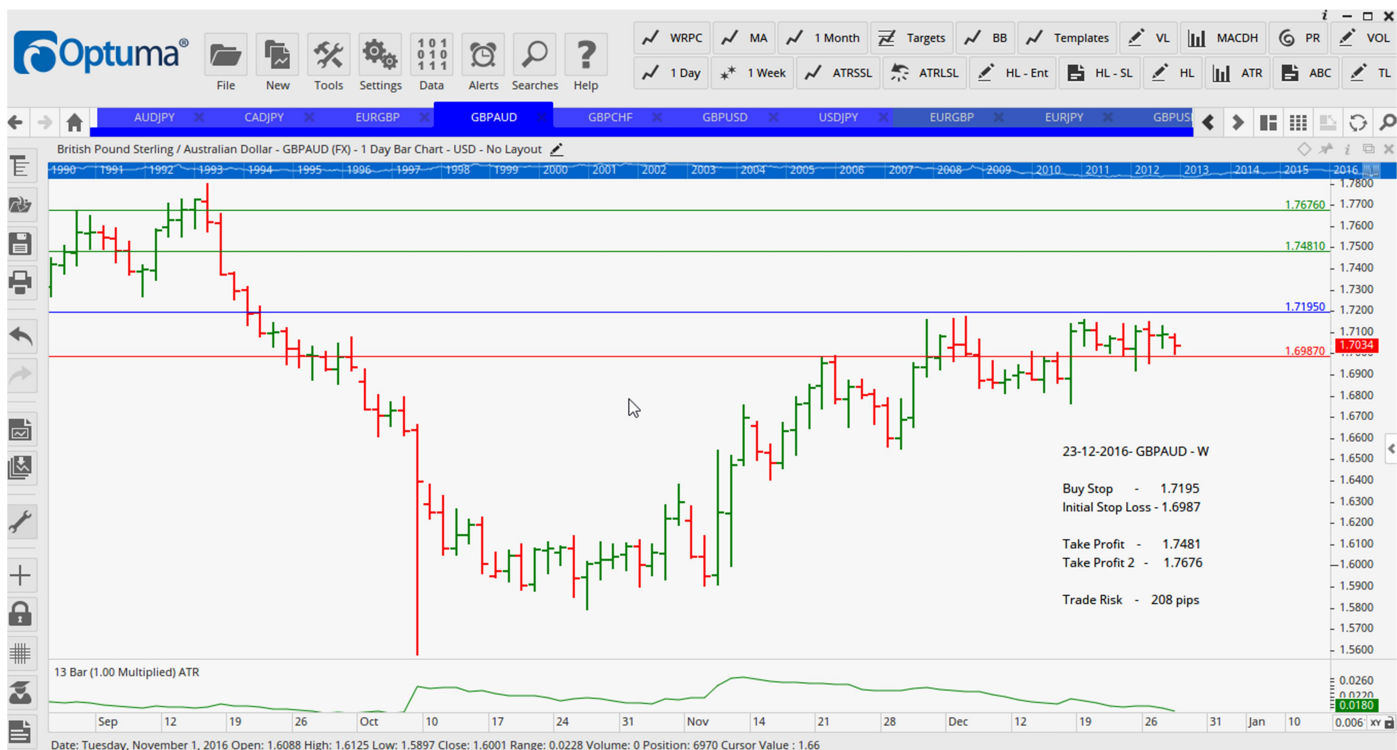 Optuma®
File
New
Tools
Settings
Data
Alerts
Searches
Help
WRPC MA 1 Month Targets BB Templates VL MACDH PR VOL
1 Day 1 Week ATRSSL ATRLSL HL - Ent HL - SL HL ATR ABC TL
AUDJPY CADJPY EURGBP GBPAUD GBPCHF GBPUSD USDJPY EURGBP EURJPY GBPUS
British Pound Sterling / Australian Dollar - GBPAUD (FX) - 1 Day Bar Chart - USD - No Layout
1990 1991 1992 1993 1994 1995 1996 1997 1998 1999 2000 2001 2002 2003 2004 2005 2006 2007 2008 2009 2010 2011 2012 2013 2014 2015 2016
1.7800
1.7700
1.76760
1.7600
1.7500
1.74810
1.7400
1.7300
1.7200
1.71950
1.7100
1.7034
1.69870
1.6900
1.6800
1.6700
1.6600
1.6500
1.6400
1.6300
1.6200
1.6100
1.6000
1.5900
1.5800
1.5700
1.5600
23-12-2016- GBPAUD - W
Buy Stop - 1.7195
Initial Stop Loss - 1.6987
Take Profit - 1.7481
Take Profit 2 - 1.7676
Trade Risk - 208 pips
13 Bar (1.00 Multiplied) ATR
0.0260
0.0220
0.0180
Sep 12 19 26 Oct 10 17 24 31 Nov 14 21 28 Dec 12 19 26 31 Jan 10 0.006 XY
Date: Tuesday, November 1, 2016 Open: 1.6088 High: 1.6125 Low: 1.5897 Close: 1.6001 Range: 0.0228 Volume: 0 Position: 6970 Cursor Value : 1.66